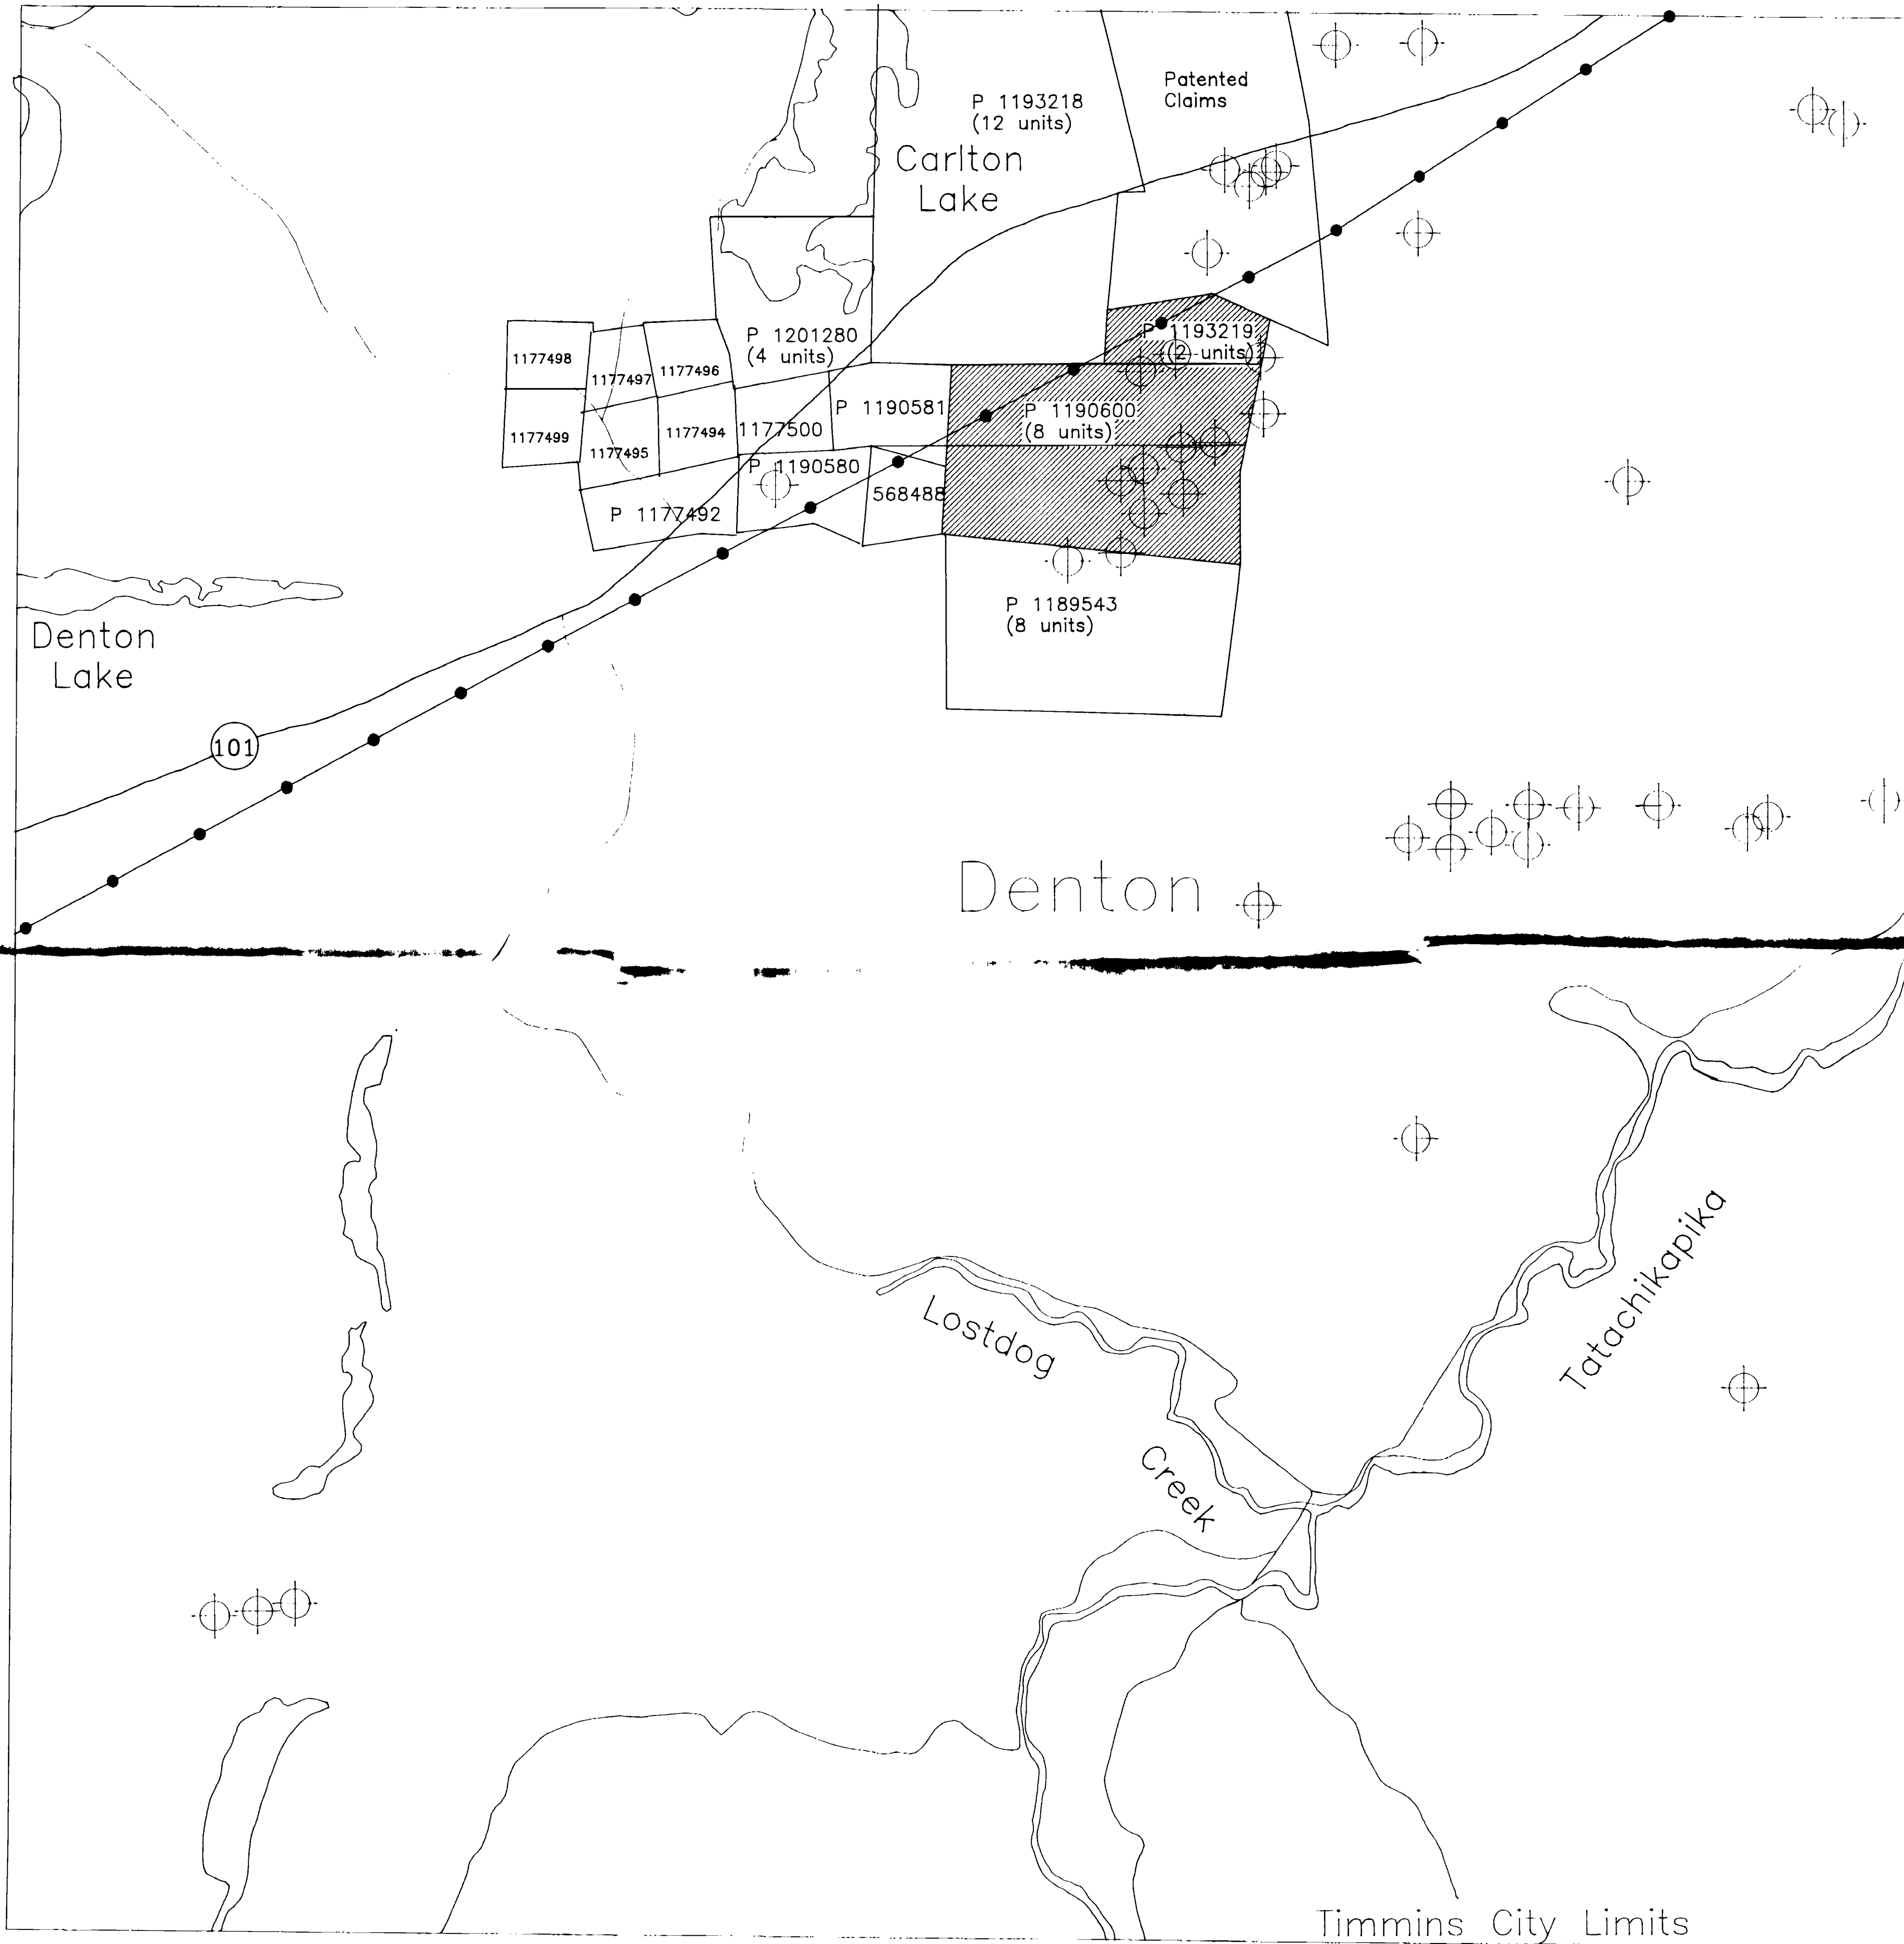 Patented
Claims
P 1193218
(12 units)
Carlton
Lake
P 1193219
(2 units)
P 1201280
(4 units)
1177498
1177497
1177496
P 1190581
P 1190600
(8 units)
1177499
1177495
1177494
1177500
P 1190580
568488
P 1177492
P 1189543
(8 units)
Denton
Lake
101
Denton
Tatachikapika
Lostdog
Creek
Timmins City Limits